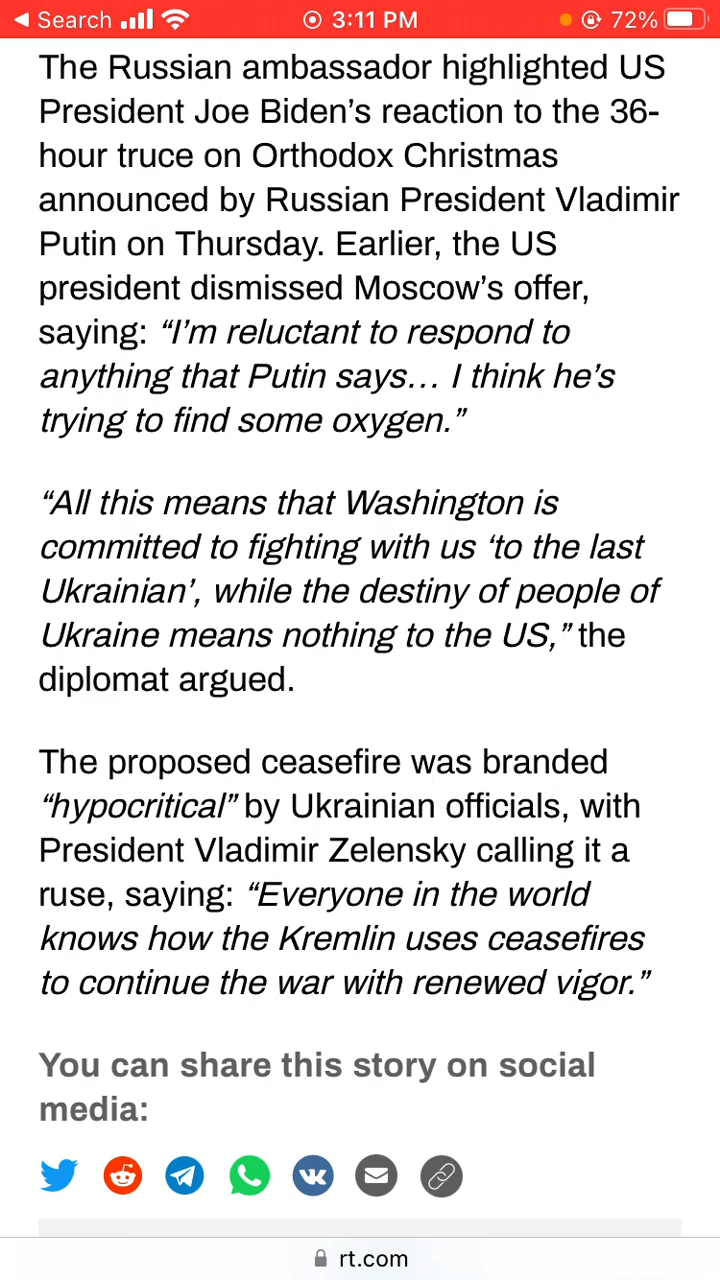 Search
3:11 PM
72%
The Russian ambassador highlighted US
President Joe Biden’s reaction to the 36-
hour truce on Orthodox Christmas
announced by Russian President Vladimir
Putin on Thursday. Earlier, the US
president dismissed Moscow’s offer,
saying: “I’m reluctant to respond to
anything that Putin says… I think he’s
trying to find some oxygen.”
“All this means that Washington is
committed to fighting with us ‘to the last
Ukrainian’, while the destiny of people of
Ukraine means nothing to the US,” the
diplomat argued.
The proposed ceasefire was branded
“hypocritical” by Ukrainian officials, with
President Vladimir Zelensky calling it a
ruse, saying: “Everyone in the world
knows how the Kremlin uses ceasefires
to continue the war with renewed vigor.”
You can share this story on social
media:
rt.com